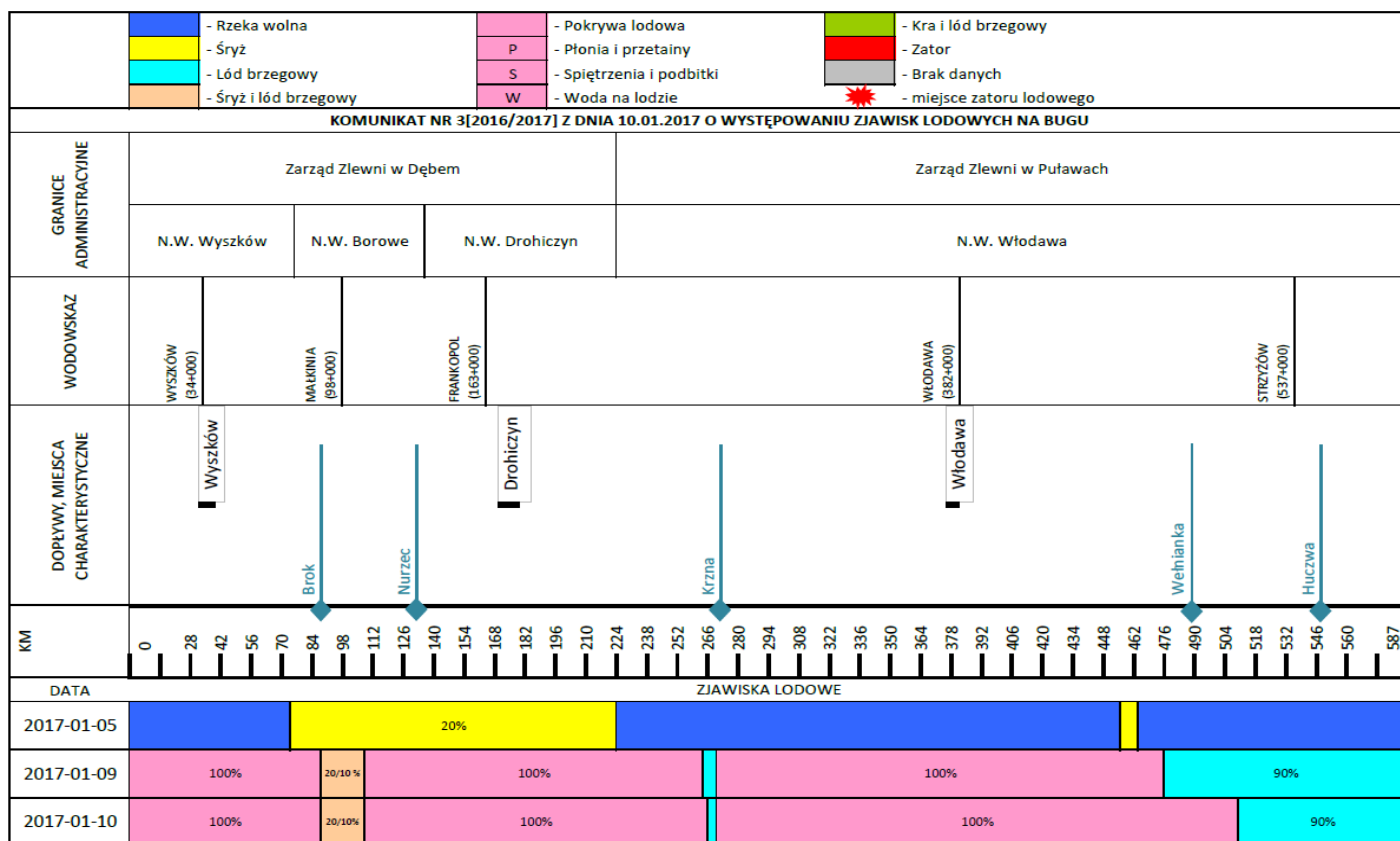 - Rzeka wolna
- Pokrywa lodowa
- Kra i lód brzegowy
- Śryż
P
- Płonia i przetainy
- Zator
- Lód brzegowy
S
- Spiętrzenia i podbitki
- Brak danych
- Śryż i lód brzegowy
W
- Woda na lodzie
- miejsce zatoru lodowego
KOMUNIKAT NR 3[2016/2017] Z DNIA 10.01.2017 O WYSTĘPOWANIU ZJAWISK LODOWYCH NA BUGU
GRANICE
ADMINISTRACYJNE
Zarząd Zlewni w Dębem
Zarząd Zlewni w Puławach
N.W. Wyszków
N.W. Borowe
N.W. Drohiczyn
N.W. Włodawa
WODOWSKAZ
WYSZKÓW
(34+000)
MAŁKINIA
(98+000)
FRANKOPOL
(163+000)
WŁODAWA
(382+000)
STRZYŻÓW
(537+000)
DOPŁYWY, MIEJSCA
CHARAKTERYSTYCZNE
Wyszków
Drohiczyn
Włodawa
Brok
Nurzec
Krzna
Wełnianka
Huczwa
KM
0 28 42 56 70 84 98 112 126 140 154 168 182 196 210 224 238 252 266 280 294 308 322 336 350 364 378 392 406 420 434 448 462 476 490 504 518 532 546 560 587
DATA
ZJAWISKA LODOWE
2017-01-05
20%
2017-01-09
100%
20/10 %
100%
100%
90%
2017-01-10
100%
20/10%
100%
100%
90%